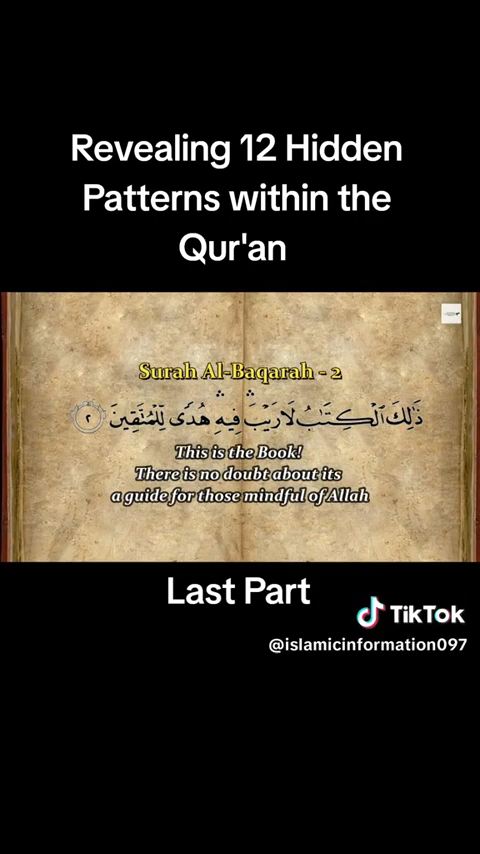 Revealing 12 Hidden
Patterns within the
Qur'an
Surah Al-Baqarah - 2
ذَٰلِكَ ٱلْكِتَـٰبُ لَا رَيْبَ ۛ فِيهِ ۛ هُدًى لِّلْمُتَّقِينَ ٢
This is the Book!
There is no doubt about its
a guide for those mindful of Allah
Last Part
TikTok
@islamicinformation097